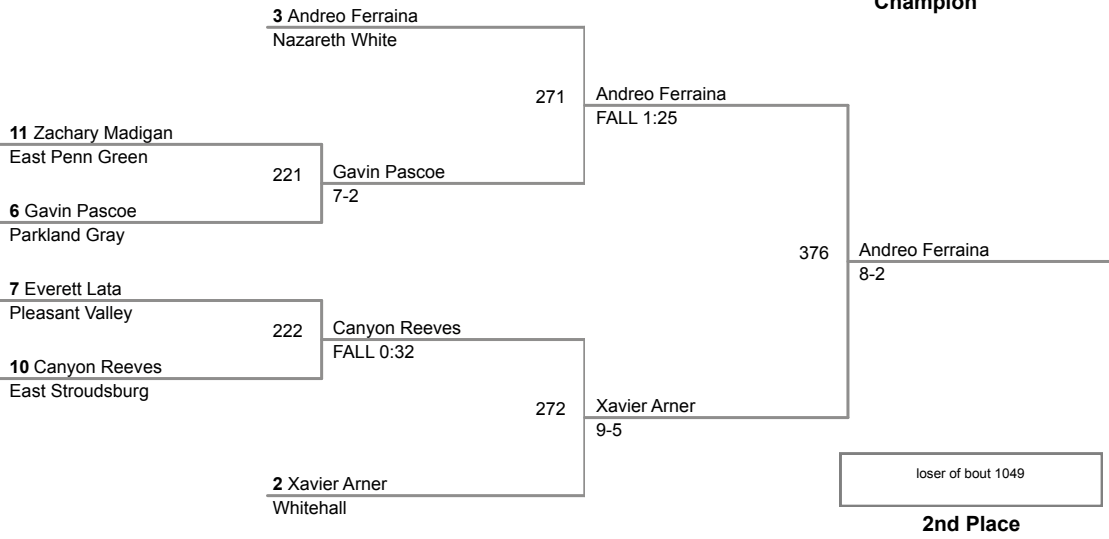 Champion
3 Andreo Ferraina
Nazareth White
271
Andreo Ferraina
FALL 1:25
11 Zachary Madigan
East Penn Green
221
Gavin Pascoe
7-2
6 Gavin Pascoe
Parkland Gray
376
Andreo Ferraina
8-2
7 Everett Lata
Pleasant Valley
222
Canyon Reeves
FALL 0:32
10 Canyon Reeves
East Stroudsburg
272
Xavier Arner
9-5
2 Xavier Arner
Whitehall
loser of bout 1049
2nd Place